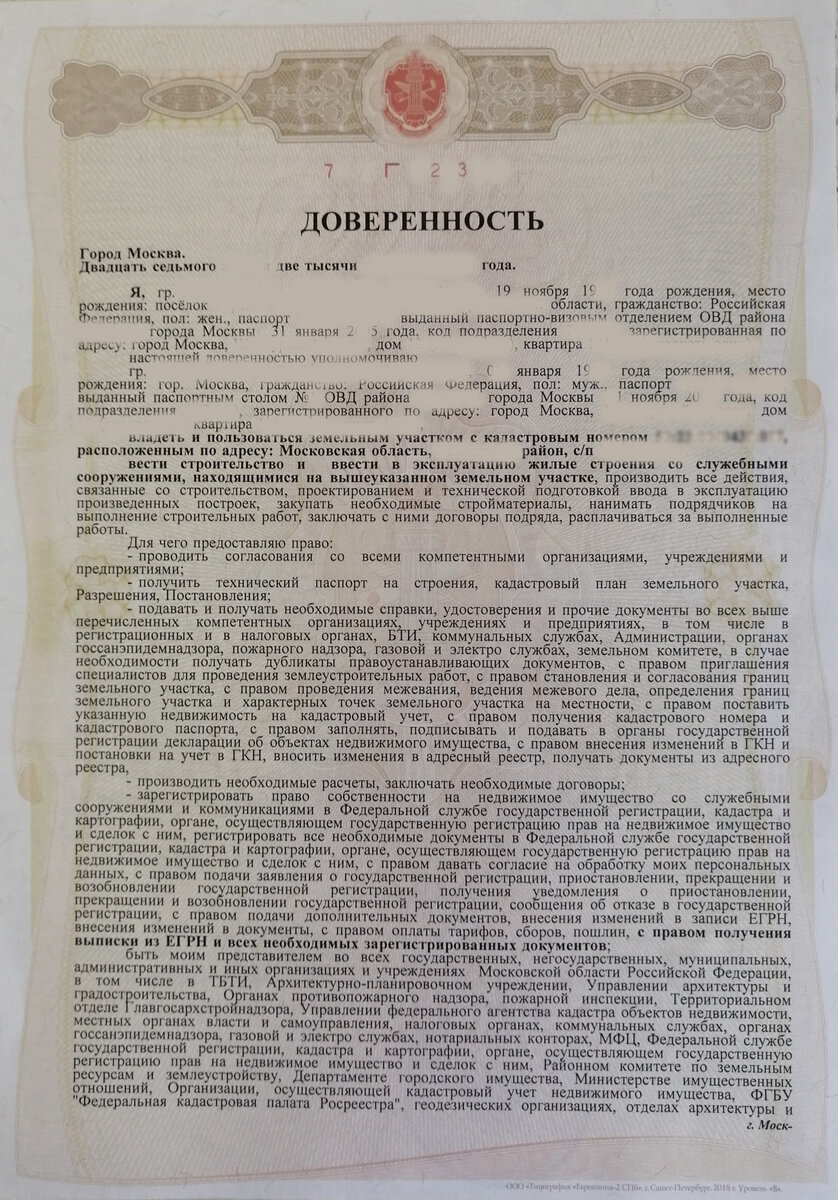 7 Г 23
ДОВЕРЕННОСТЬ
Город Москва.
Двадцать седьмого две тысячи года.
Я, гр. 19 ноября 19 года рождения, место
рождения: посёлок области, гражданство: Российская
Федерация, пол: жен., паспорт выданный паспортно-визовым отделением ОВД района
города Москвы 31 января 2 5 года, код подразделения зарегистрированная по
адресу: город Москва, , дом , квартира
настоящей доверенностью уполномочиваю
гр. января 19 года рождения, место
рождения: гор. Москва, гражданство: Российская Федерация, пол: муж., паспорт
выданный паспортным столом № ОВД района города Москвы ноября 20 года, код
подразделения , зарегистрированного по адресу: город Москва, дом
квартира ,
владеть и пользоваться земельным участком с кадастровым номером
расположенным по адресу: Московская область, район, с/п
вести строительство и ввести в эксплуатацию жилые строения со служебными
сооружениями, находящимися на вышеуказанном земельном участке, производить все действия,
связанные со строительством, проектированием и технической подготовкой ввода в эксплуатацию
произведенных построек, закупать необходимые стройматериалы, нанимать подрядчиков на
выполнение строительных работ, заключать с ними договоры подряда, расплачиваться за выполненные
работы.
Для чего предоставляю право:
- проводить согласования со всеми компетентными организациями, учреждениями и
предприятиями;
- получить технический паспорт на строения, кадастровый план земельного участка,
Разрешения, Постановления;
- подавать и получать необходимые справки, удостоверения и прочие документы во всех выше
перечисленных компетентных организациях, учреждениях и предприятиях, в том числе в
регистрационных и в налоговых органах, БТИ, коммунальных службах, Администрации, органах
госсанэпидемнадзора, пожарного надзора, газовой и электро службах, земельном комитете, в случае
необходимости получать дубликаты правоустанавливающих документов, с правом приглашения
специалистов для проведения землеустроительных работ, с правом становления и согласования границ
земельного участка, с правом проведения межевания, ведения межевого дела, определения границ
земельного участка и характерных точек земельного участка на местности, с правом поставить
указанную недвижимость на кадастровый учет, с правом получения кадастрового номера и
кадастрового паспорта, с правом заполнять, подписывать и подавать в органы государственной
регистрации декларации об объектах недвижимого имущества, с правом внесения изменений в ГКН и
постановки на учет в ГКН, вносить изменения в адресный реестр, получать документы из адресного
реестра,
- производить необходимые расчеты, заключать необходимые договоры;
- зарегистрировать право собственности на недвижимое имущество со служебными
сооружениями и коммуникациями в Федеральной службе государственной регистрации, кадастра и
картографии, органе, осуществляющем государственную регистрацию прав на недвижимое имущество
и сделок с ним, регистрировать все необходимые документы в Федеральной службе государственной
регистрации, кадастра и картографии, органе, осуществляющем государственную регистрацию прав на
недвижимое имущество и сделок с ним, с правом давать согласие на обработку моих персональных
данных, с правом подачи заявления о государственной регистрации, приостановлении, прекращении и
возобновлении государственной регистрации, получения уведомления о приостановлении,
прекращении и возобновлении государственной регистрации, сообщения об отказе в государственной
регистрации, с правом подачи дополнительных документов, внесения изменений в записи ЕГРН,
внесения изменений в документы, с правом оплаты тарифов, сборов, пошлин, с правом получения
выписки из ЕГРН и всех необходимых зарегистрированных документов;
быть моим представителем во всех государственных, негосударственных, муниципальных,
административных и иных организациях и учреждениях Московской области Российской Федерации,
в том числе в ТБТИ, Архитектурно-планировочном учреждении, Управлении архитектуры и
градостроительства, Органах противопожарного надзора, пожарной инспекции, Территориальном
отделе Главгосархстройнадзора, Управлении федерального агентства кадастра объектов недвижимости,
местных органах власти и самоуправления, налоговых органах, коммунальных службах, органах
госсанэпидемнадзора, газовой и электро службах, нотариальных конторах, МФЦ, Федеральной службе
государственной регистрации, кадастра и картографии, органе, осуществляющем государственную
регистрацию прав на недвижимое имущество и сделок с ним, Районном комитете по земельным
ресурсам и землеустройству, Департаменте городского имущества, Министерстве имущественных
отношений, Организации, осуществляющей кадастровый учет недвижимого имущества, ФГБУ
"Федеральная кадастровая палата Росреестра", геодезических организациях, отделах архитектуры и
г. Моск-
ООО «Типография «Еврокопия-2 СПб». г. Санкт-Петербург. 2018 г. Уровень «В».